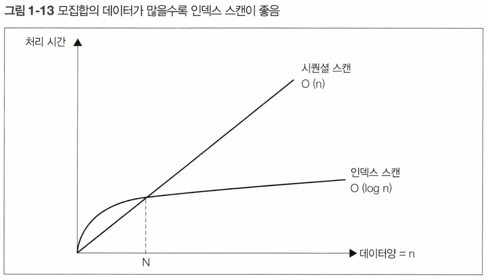 그림 1-13 모집합의 데이터가 많을수록 인덱스 스캔이 좋음
처리 시간
시퀀셜 스캔
O (n)
인덱스 스캔
O (log n)
N
데이터양 = n